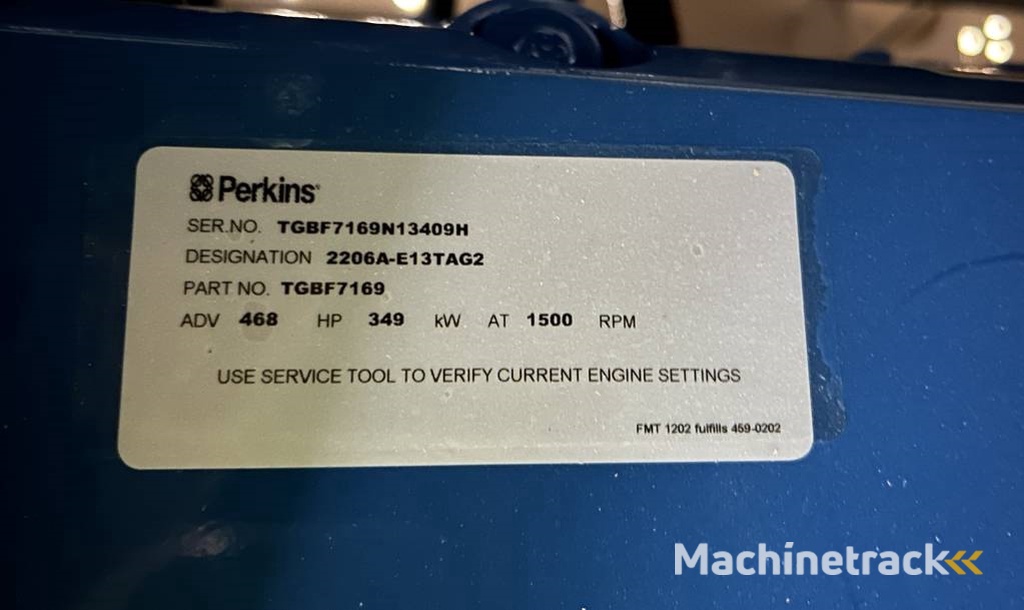 Perkins
SER.NO. TGBF7169N13409H
DESIGNATION 2206A-E13TAG2
PART NO. TGBF7169
ADV 468 HP 349 kW AT 1500 RPM
USE SERVICE TOOL TO VERIFY CURRENT ENGINE SETTINGS
FMT 1202 fulfills 459-0202
Machinetrack